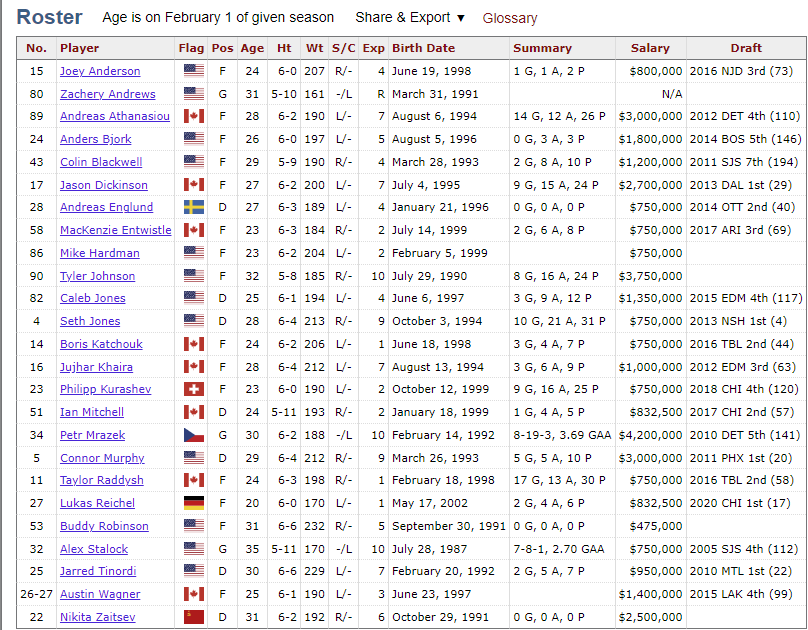 Roster Age is on February 1 of given season Share & Export ▼ Glossary
No. Player Flag Pos Age Ht Wt S/C Exp Birth Date Summary Salary Draft
15 Joey Anderson F 24 6-0 207 R/- 4 June 19, 1998 1 G, 1 A, 2 P $800,000 2016 NJD 3rd (73)
80 Zachery Andrews G 31 5-10 161 -/L R March 31, 1991 N/A
89 Andreas Athanasiou F 28 6-2 190 L/- 7 August 6, 1994 14 G, 12 A, 26 P $3,000,000 2012 DET 4th (110)
24 Anders Bjork F 26 6-0 197 L/- 5 August 5, 1996 0 G, 3 A, 3 P $1,800,000 2014 BOS 5th (146)
43 Colin Blackwell F 29 5-9 190 R/- 4 March 28, 1993 2 G, 8 A, 10 P $1,200,000 2011 SJS 7th (194)
17 Jason Dickinson F 27 6-2 200 L/- 7 July 4, 1995 9 G, 15 A, 24 P $2,700,000 2013 DAL 1st (29)
28 Andreas Englund D 27 6-3 189 L/- 4 January 21, 1996 0 G, 0 A, 0 P $750,000 2014 OTT 2nd (40)
58 MacKenzie Entwistle F 23 6-3 184 R/- 2 July 14, 1999 2 G, 6 A, 8 P $750,000 2017 ARI 3rd (69)
86 Mike Hardman F 23 6-2 204 L/- 2 February 5, 1999 $750,000
90 Tyler Johnson F 32 5-8 185 R/- 10 July 29, 1990 8 G, 16 A, 24 P $3,750,000
82 Caleb Jones D 25 6-1 194 L/- 4 June 6, 1997 3 G, 9 A, 12 P $1,350,000 2015 EDM 4th (117)
4 Seth Jones D 28 6-4 213 R/- 9 October 3, 1994 10 G, 21 A, 31 P $750,000 2013 NSH 1st (4)
14 Boris Katchouk F 24 6-2 206 L/- 1 June 18, 1998 3 G, 4 A, 7 P $750,000 2016 TBL 2nd (44)
16 Jujhar Khaira F 28 6-4 212 L/- 7 August 13, 1994 3 G, 6 A, 9 P $1,000,000 2012 EDM 3rd (63)
23 Philipp Kurashev F 23 6-0 190 L/- 2 October 12, 1999 9 G, 16 A, 25 P $750,000 2018 CHI 4th (120)
51 Ian Mitchell D 24 5-11 193 R/- 2 January 18, 1999 1 G, 4 A, 5 P $832,500 2017 CHI 2nd (57)
34 Petr Mrazek G 30 6-2 188 -/L 10 February 14, 1992 8-19-3, 3.69 GAA $4,200,000 2010 DET 5th (141)
5 Connor Murphy D 29 6-4 212 R/- 9 March 26, 1993 5 G, 5 A, 10 P $3,000,000 2011 PHX 1st (20)
11 Taylor Raddysh F 24 6-3 198 R/- 1 February 18, 1998 17 G, 13 A, 30 P $750,000 2016 TBL 2nd (58)
27 Lukas Reichel F 20 6-0 170 L/- 1 May 17, 2002 2 G, 4 A, 6 P $832,500 2020 CHI 1st (17)
53 Buddy Robinson F 31 6-6 232 R/- 5 September 30, 1991 0 G, 0 A, 0 P $475,000
32 Alex Stalock G 35 5-11 170 -/L 10 July 28, 1987 7-8-1, 2.70 GAA $750,000 2005 SJS 4th (112)
25 Jarred Tinordi D 30 6-6 229 L/- 7 February 20, 1992 2 G, 5 A, 7 P $950,000 2010 MTL 1st (22)
26-27 Austin Wagner F 25 6-1 190 L/- 3 June 23, 1997 $1,400,000 2015 LAK 4th (99)
22 Nikita Zaitsev D 31 6-2 192 R/- 6 October 29, 1991 0 G, 0 A, 0 P $2,500,000